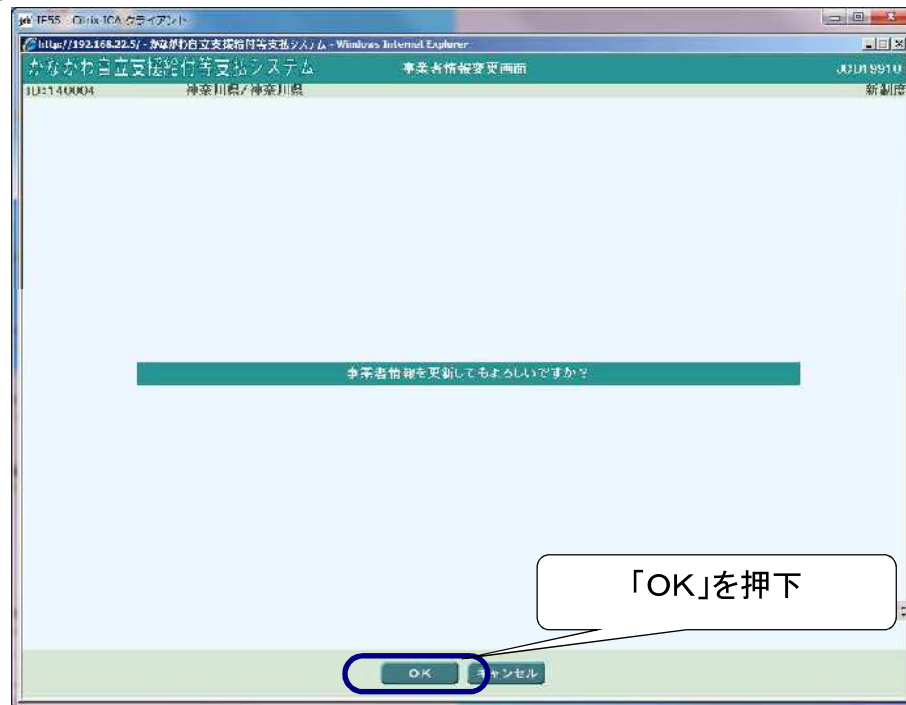 IE55 - Citrix ICA クライアント
http://192.168.22.5/ - かながわ自立支援給付等支払システム - Windows Internet Explorer
かながわ自立支援給付等支払システム 事業者情報変更画面 JOD19910
ID:140004 神奈川県/神奈川県 新制度
事業者情報を更新してもよろしいですか？
「OK」を押下
OK キャンセル